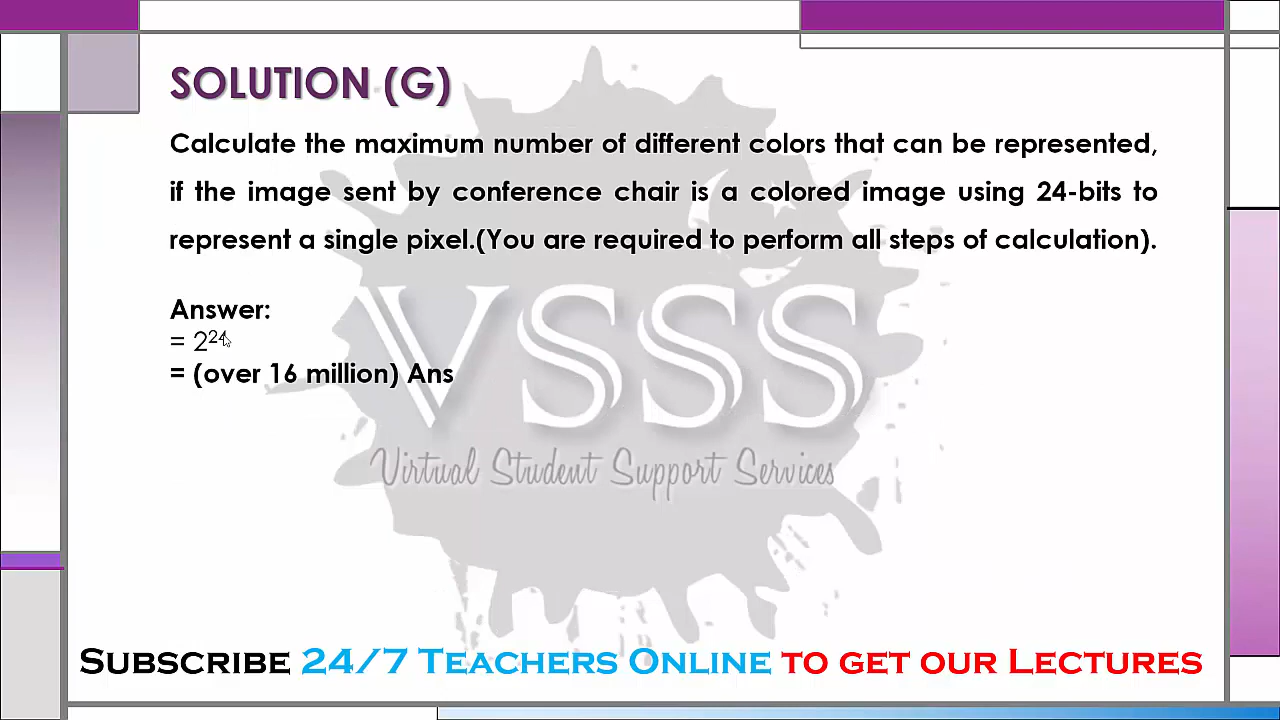 SOLUTION (G)
Calculate the maximum number of different colors that can be represented,
if the image sent by conference chair is a colored image using 24-bits to
represent a single pixel.(You are required to perform all steps of calculation).
Answer:
= 2²⁴
= (over 16 million) Ans
VSSS
Virtual Student Support Services
SUBSCRIBE 24/7 TEACHERS ONLINE TO GET OUR LECTURES